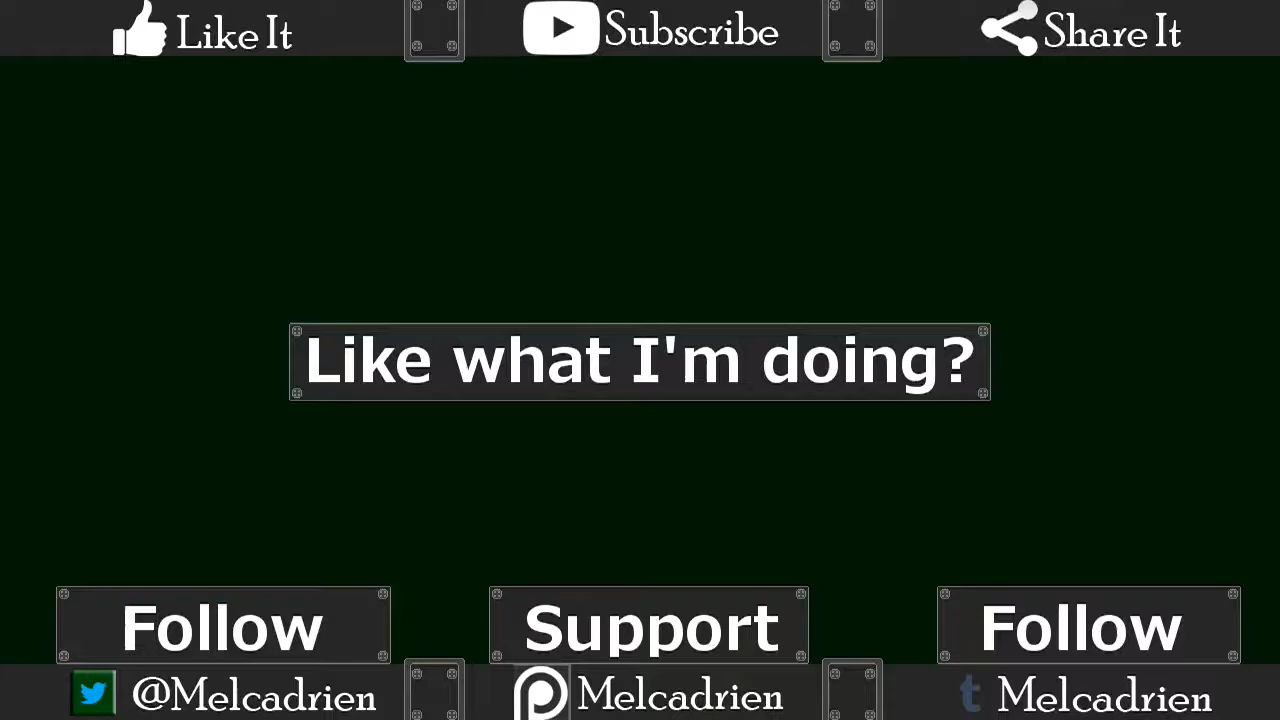 Like It Subscribe Share It
Like what I'm doing?
Follow Support Follow
@Melcadrien Melcadrien Melcadrien